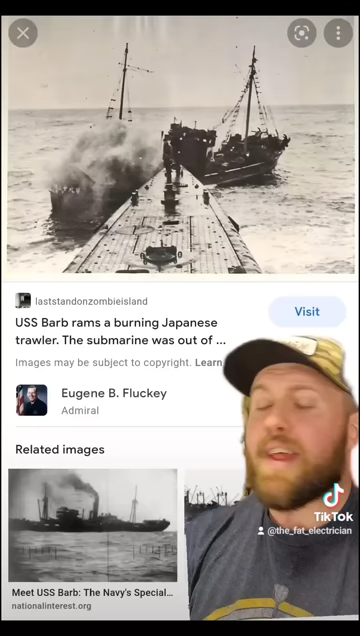 laststandonzombieisland
Visit
USS Barb rams a burning Japanese
trawler. The submarine was out of ...
Images may be subject to copyright. Learn
Eugene B. Fluckey
Admiral
Related images
TikTok
@the_fat_electrician
Meet USS Barb: The Navy's Special...
nationalinterest.org